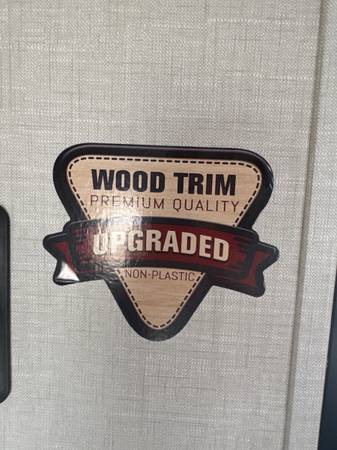 WOOD TRIM
PREMIUM QUALITY
UPGRADED
NON-PLASTIC